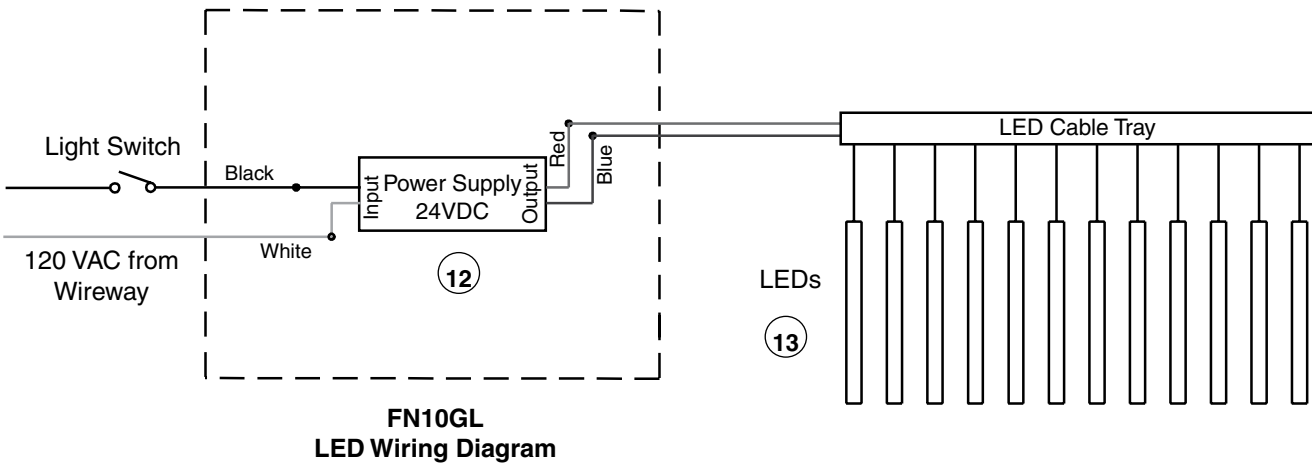 Light Switch
Black
White
120 VAC from
Wireway
Input
Power Supply
24VDC
Output
Red
Blue
12
LED Cable Tray
LEDs
13
FN10GL
LED Wiring Diagram